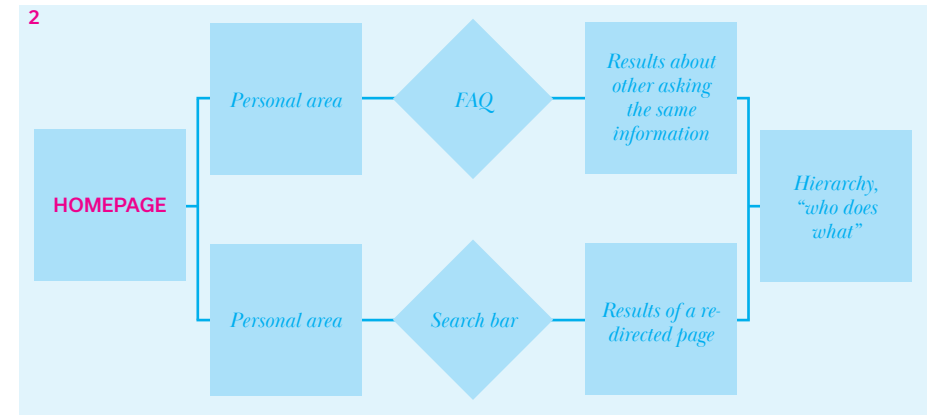 2
HOMEPAGE
Personal area
FAQ
Results about
other asking
the same
information
Personal area
Search bar
Results of a re-
directed page
Hierarchy,
“who does
what”